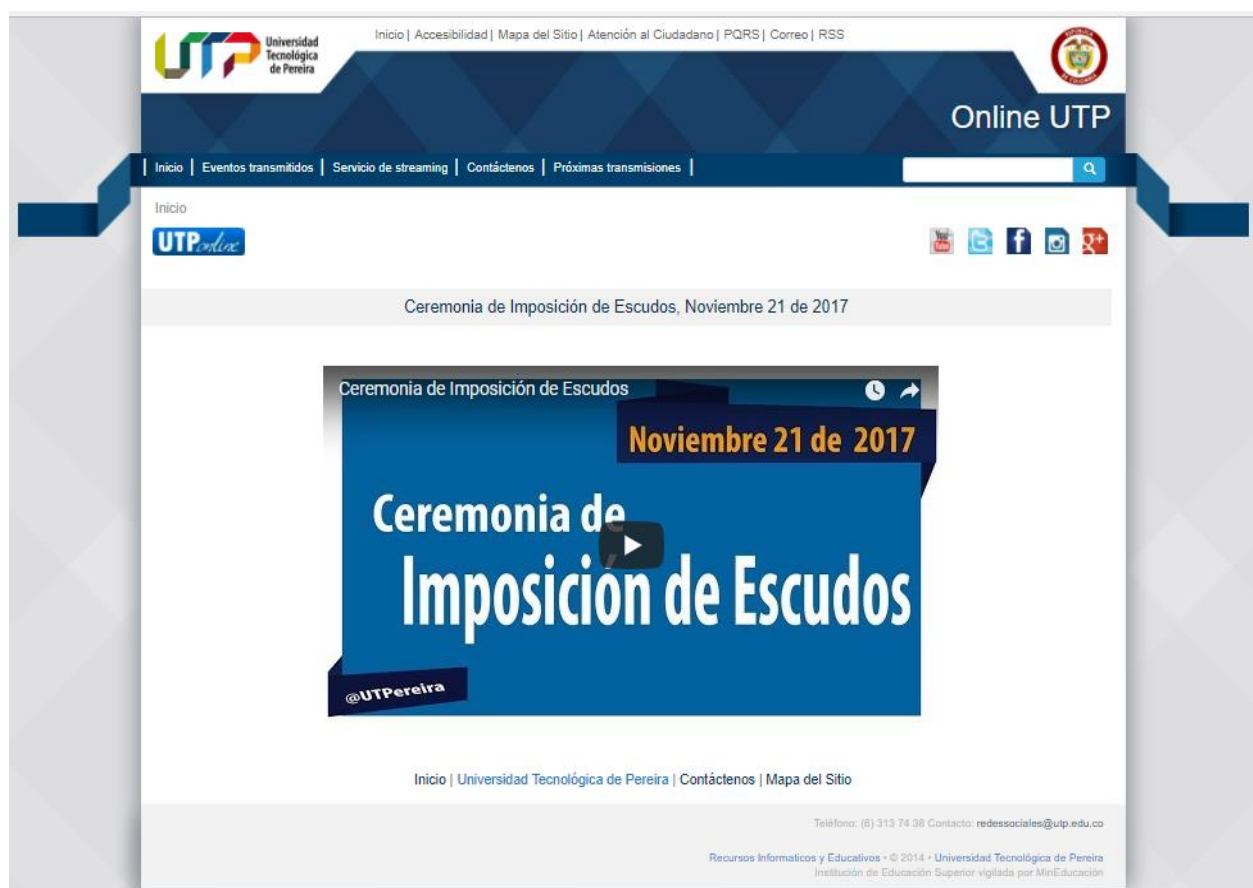 UTP Universidad
Tecnológica
de Pereira
Inicio | Accesibilidad | Mapa del Sitio | Atención al Ciudadano | PQRS | Correo | RSS
Online UTP
| Inicio | Eventos transmitidos | Servicio de streaming | Contáctenos | Próximas transmisiones |
Inicio
UTPonline
You Tube f g+
Ceremonia de Imposición de Escudos, Noviembre 21 de 2017
Ceremonia de Imposición de Escudos
Noviembre 21 de 2017
Ceremonia de
Imposición de Escudos
@UTPereira
Inicio | Universidad Tecnológica de Pereira | Contáctenos | Mapa del Sitio
Teléfono: (6) 313 74 38 Contacto: redessociales@utp.edu.co
Recursos Informaticos y Educativos • © 2014 • Universidad Tecnológica de Pereira
Institución de Educación Superior vigilada por MinEducación